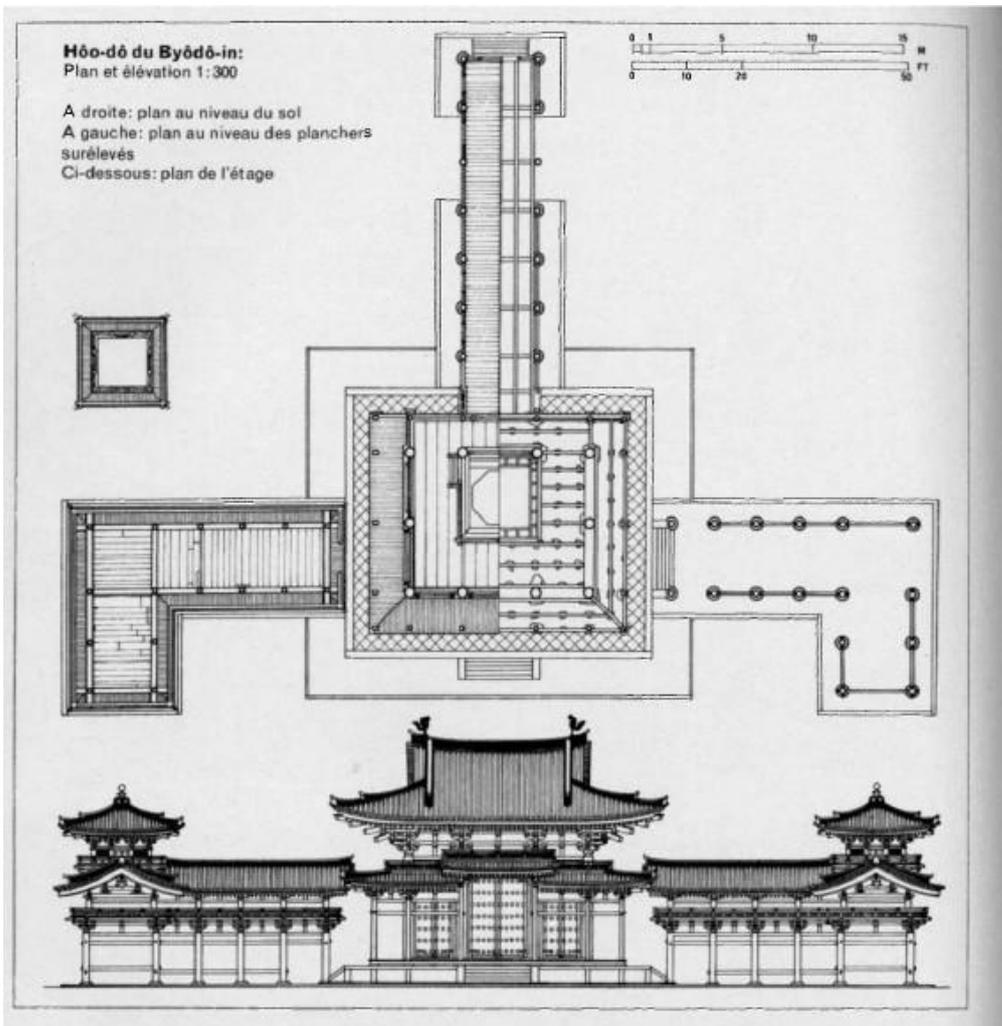 Hôo-dô du Byôdô-in:
Plan et élévation 1:300
A droite: plan au niveau du sol
A gauche: plan au niveau des planchers
surélevés
Ci-dessous: plan de l'étage
0 1 5 10 15 M
0 10 20 50 FT